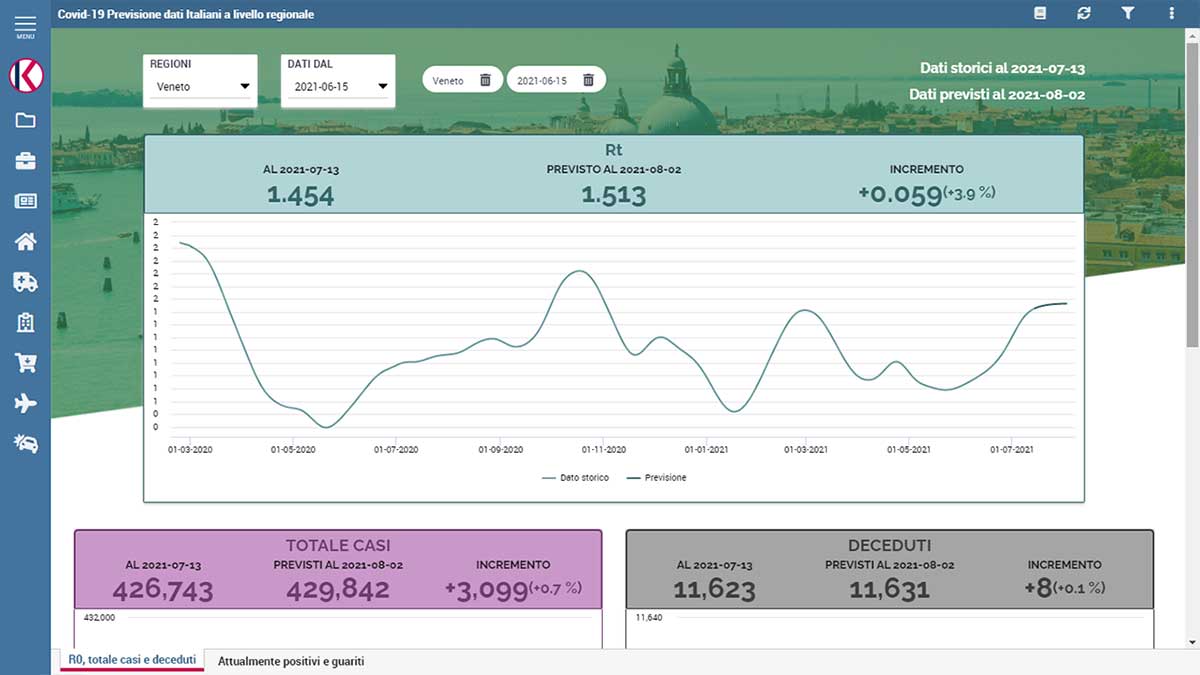 Covid-19 Previsione dati Italiani a livello regionale
MENU
REGIONI
Veneto
DATI DAL
2021-06-15
Veneto
2021-06-15
Dati storici al 2021-07-13
Dati previsti al 2021-08-02
Rt
AL 2021-07-13
1.454
PREVISTO AL 2021-08-02
1.513
INCREMENTO
+0.059(+3.9 %)
2
2
2
2
2
2
2
1
1
1
1
1
1
1
1
0
0
01-03-2020 01-05-2020 01-07-2020 01-09-2020 01-11-2020 01-01-2021 01-03-2021 01-05-2021 01-07-2021
Dato storico Previsione
TOTALE CASI
AL 2021-07-13
426,743
PREVISTI AL 2021-08-02
429,842
INCREMENTO
+3,099(+0.7 %)
432,000
DECEDUTI
AL 2021-07-13
11,623
PREVISTI AL 2021-08-02
11,631
INCREMENTO
+8(+0.1 %)
11,640
R0, totale casi e deceduti
Attualmente positivi e guariti